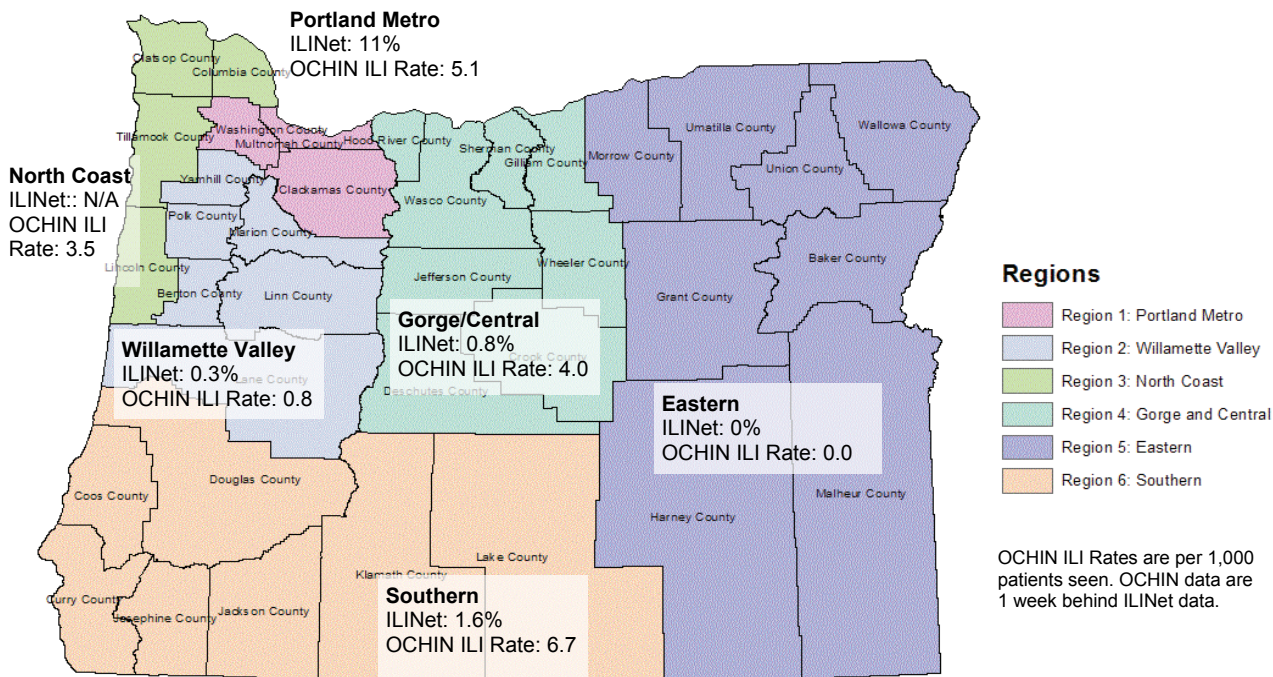 Portland Metro
ILINet: 11%
OCHIN ILI Rate: 5.1
Clatsop County
Columbia County
Tillamook County
Washington County
Multnomah County
Hood River County
Sherman County
Gilliam County
Morrow County
Umatilla County
Wallowa County
Union County
North Coast
ILINet:: N/A
OCHIN ILI
Rate: 3.5
Yamhill County
Clackamas County
Wasco County
Polk County
Marion County
Lincoln County
Benton County
Linn County
Jefferson County
Wheeler County
Grant County
Baker County
Gorge/Central
ILINet: 0.8%
OCHIN ILI Rate: 4.0
Crook County
Deschutes County
Willamette Valley
ILINet: 0.3%
OCHIN ILI Rate: 0.8
Lane County
Eastern
ILINet: 0%
OCHIN ILI Rate: 0.0
Coos County
Douglas County
Harney County
Malheur County
Curry County
Josephine County
Jackson County
Klamath County
Lake County
Southern
ILINet: 1.6%
OCHIN ILI Rate: 6.7
Regions
Region 1: Portland Metro
Region 2: Willamette Valley
Region 3: North Coast
Region 4: Gorge and Central
Region 5: Eastern
Region 6: Southern
OCHIN ILI Rates are per 1,000
patients seen. OCHIN data are
1 week behind ILINet data.